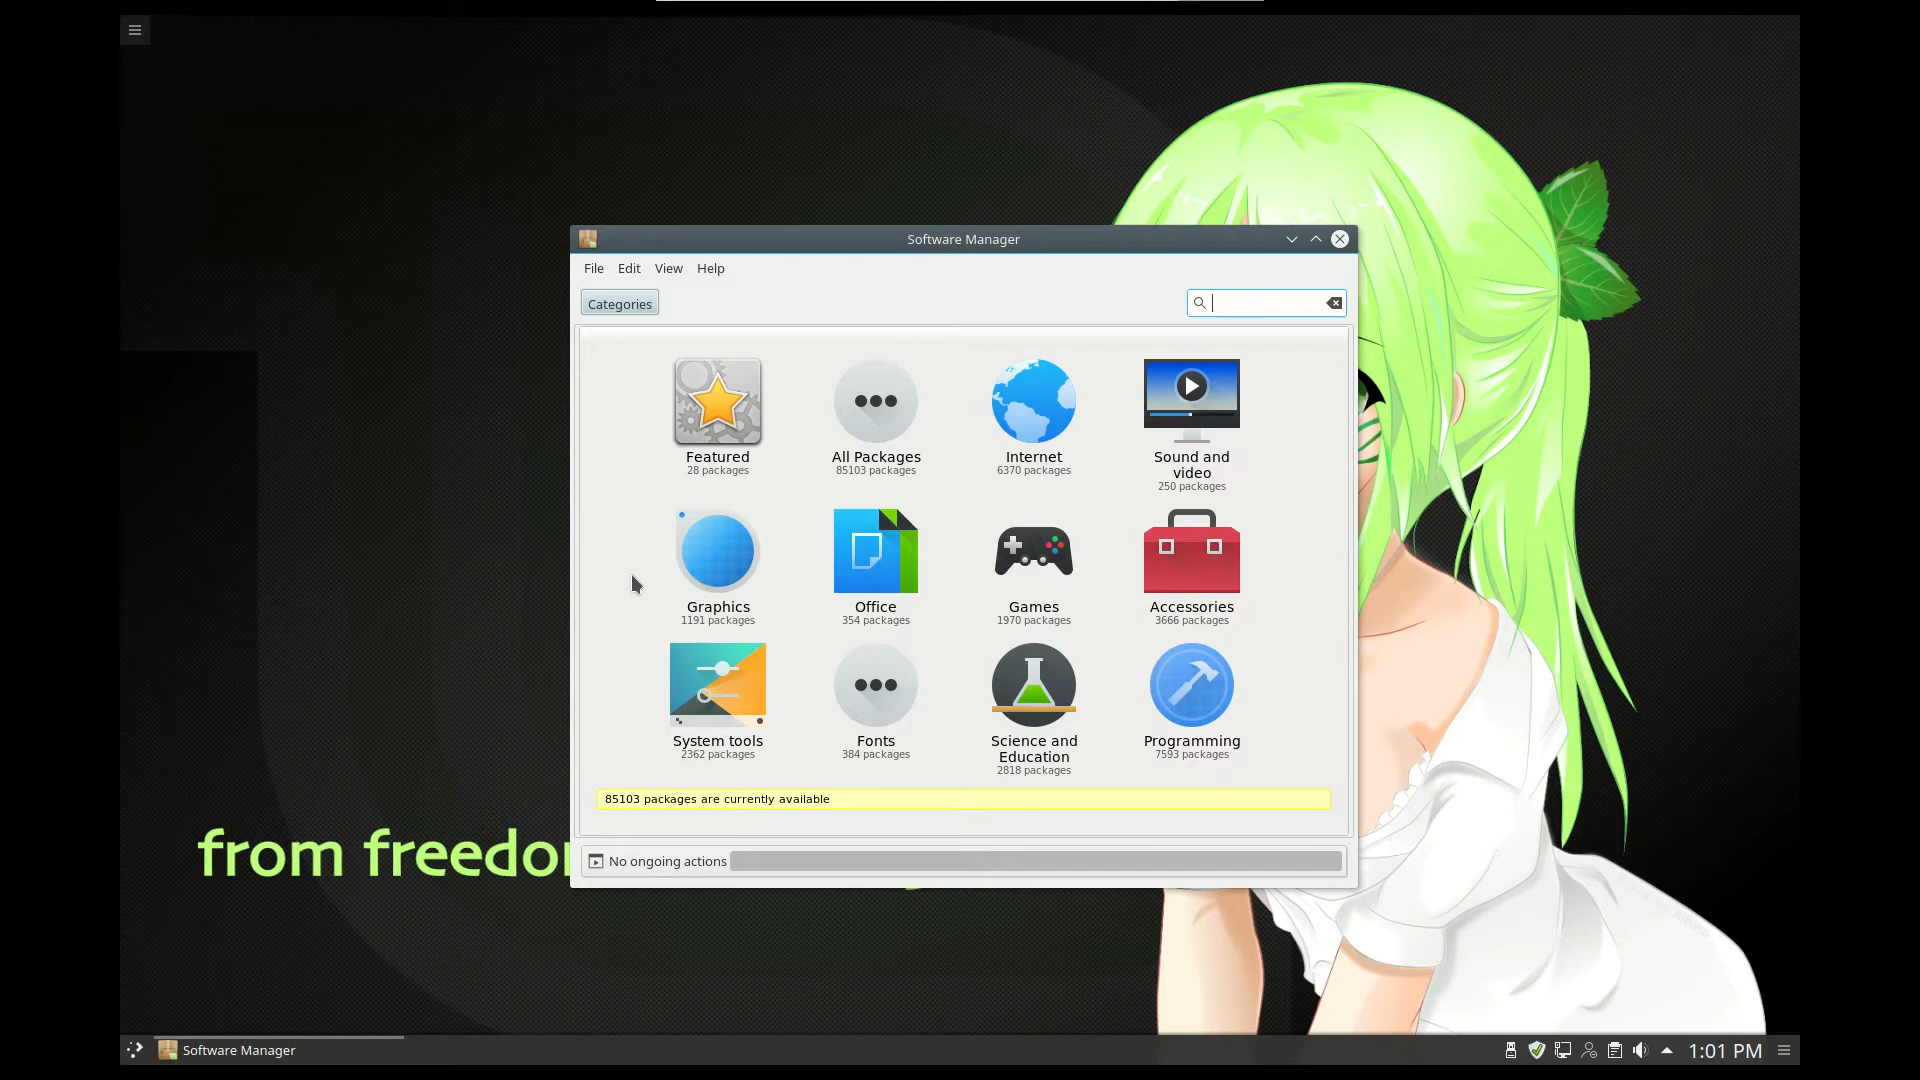 Software Manager
File Edit View Help
Categories
Featured
28 packages
All Packages
85103 packages
Internet
6370 packages
Sound and
video
250 packages
Graphics
1191 packages
Office
354 packages
Games
1970 packages
Accessories
3666 packages
System tools
2362 packages
Fonts
384 packages
Science and
Education
2818 packages
Programming
7593 packages
85103 packages are currently available
from
No ongoing actions
Software Manager
1:01 PM